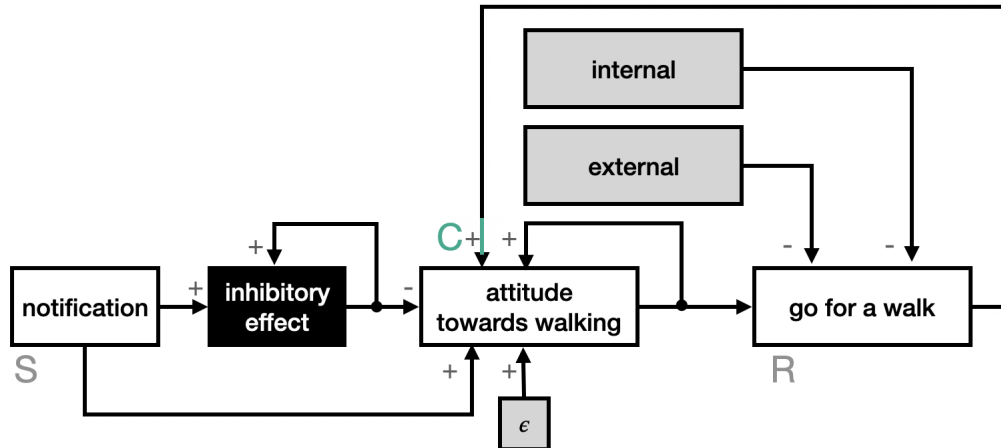 internal
external
C+
+
+
-
-
notification
+
inhibitory
effect
-
attitude
towards walking
go for a walk
S
+
+
R
ϵ